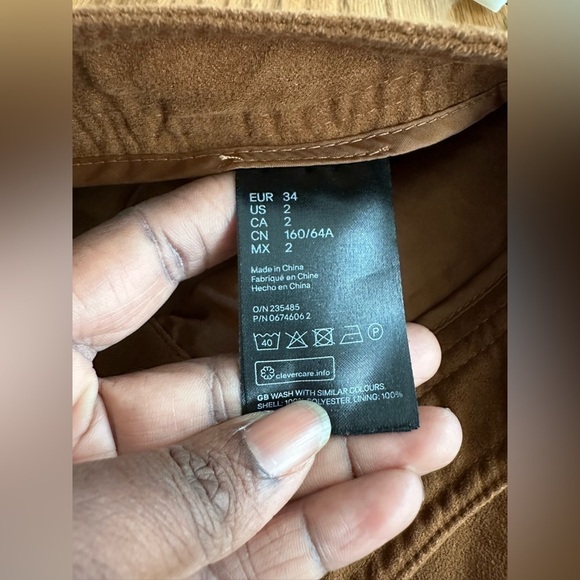 EUR 34
US 2
CA 2
CN 160/64A
MX 2
Made in China
Fabriqué en Chine
Hecho en China
O/N 235485
P/N 0674606 2
40 P
clevercare.info
GB WASH WITH SIMILAR COLOURS.
SHELL: 100% POLYESTER LINING: 100%